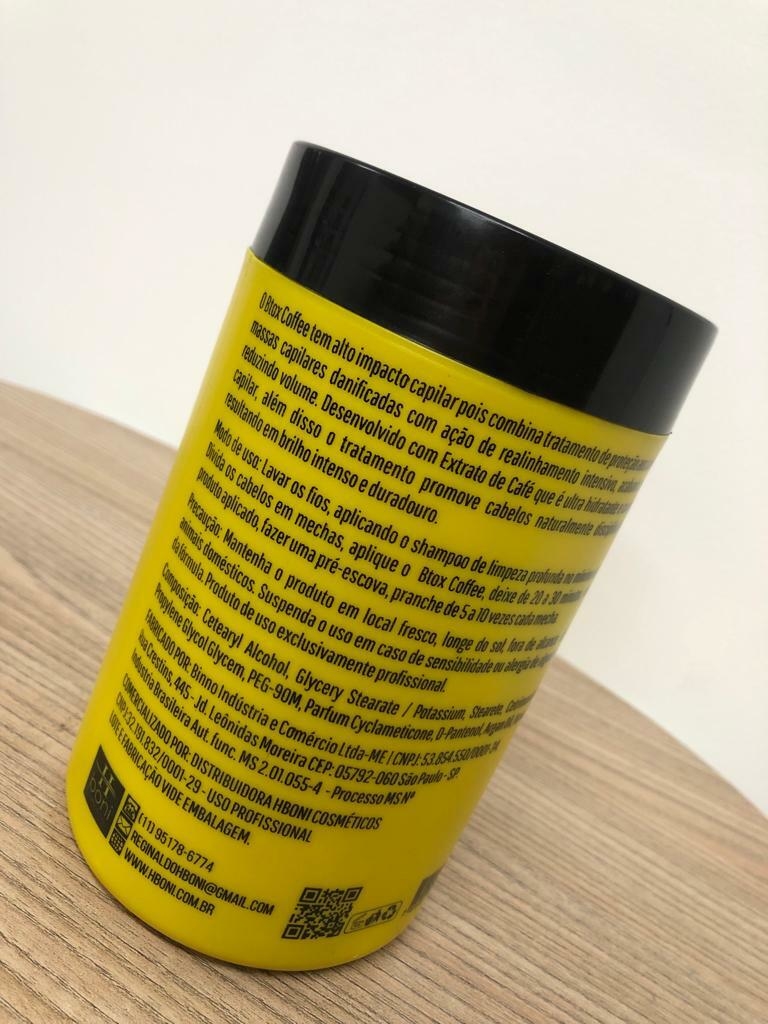 O Btox Coffee tem alto impacto capilar pois combina tratamento de proteção
massas capilares danificadas com ação de realinhamento intensivo,
reduzindo volume. Desenvolvido com Extrato de Café que é ultra hidratante
capilar, além disso o tratamento promove cabelos naturalmente
resultando em brilho intenso e duradouro.
Modo de uso: Lavar os fios, aplicando o shampoo de limpeza profunda no
Divida os cabelos em mechas, aplique o Btox Coffee, deixe de 20 a 30
produto aplicado, fazer uma pré-escova, pranche de 5 a 10 vezes cada mecha.
Precaução: Mantenha o produto em local fresco, longe do sol, fora de
animais domésticos. Suspenda o uso em caso de sensibilidade ou alergia de
da fórmula. Produto de uso exclusivamente profissional.
Composição: Cetearyl Alcohol, Glycery Stearate / Potassium, Stearete,
Propylene Glycol Glycem, PEG-90M, Parfum Cyclameticone, D-Pantenol, Argan
FABRICADO POR: Binno Indústria e Comércio Ltda-ME | CNPJ: 53.854.550/0001-94.
Rua Crestins, 445 - Jd. Leônidas Moreira CEP: 05792-060 São Paulo - SP.
Indústria Brasileira Aut. func. MS 2.01.055-4 - Processo MS Nº
COMERCIALIZADO POR: DISTRIBUIDORA HBONI COSMÉTICOS
CNPJ:32.191.832/0001-29 - USO PROFISSIONAL
LOTE E FABRICAÇÃO VIDE EMBALAGEM.
boni
(11) 95178-6774
REGINALDOHBONI@GMAIL.COM
WWW.HBONI.COM.BR